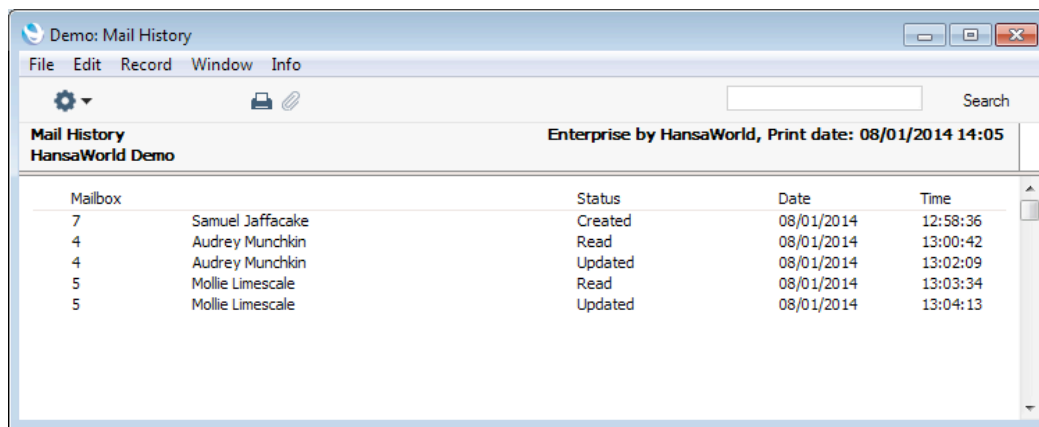 Demo: Mail History
File Edit Record Window Info
Search
Mail History Enterprise by HansaWorld, Print date: 08/01/2014 14:05
HansaWorld Demo
Mailbox Status Date Time
7 Samuel Jaffacake Created 08/01/2014 12:58:36
4 Audrey Munchkin Read 08/01/2014 13:00:42
4 Audrey Munchkin Updated 08/01/2014 13:02:09
5 Mollie Limescale Read 08/01/2014 13:03:34
5 Mollie Limescale Updated 08/01/2014 13:04:13